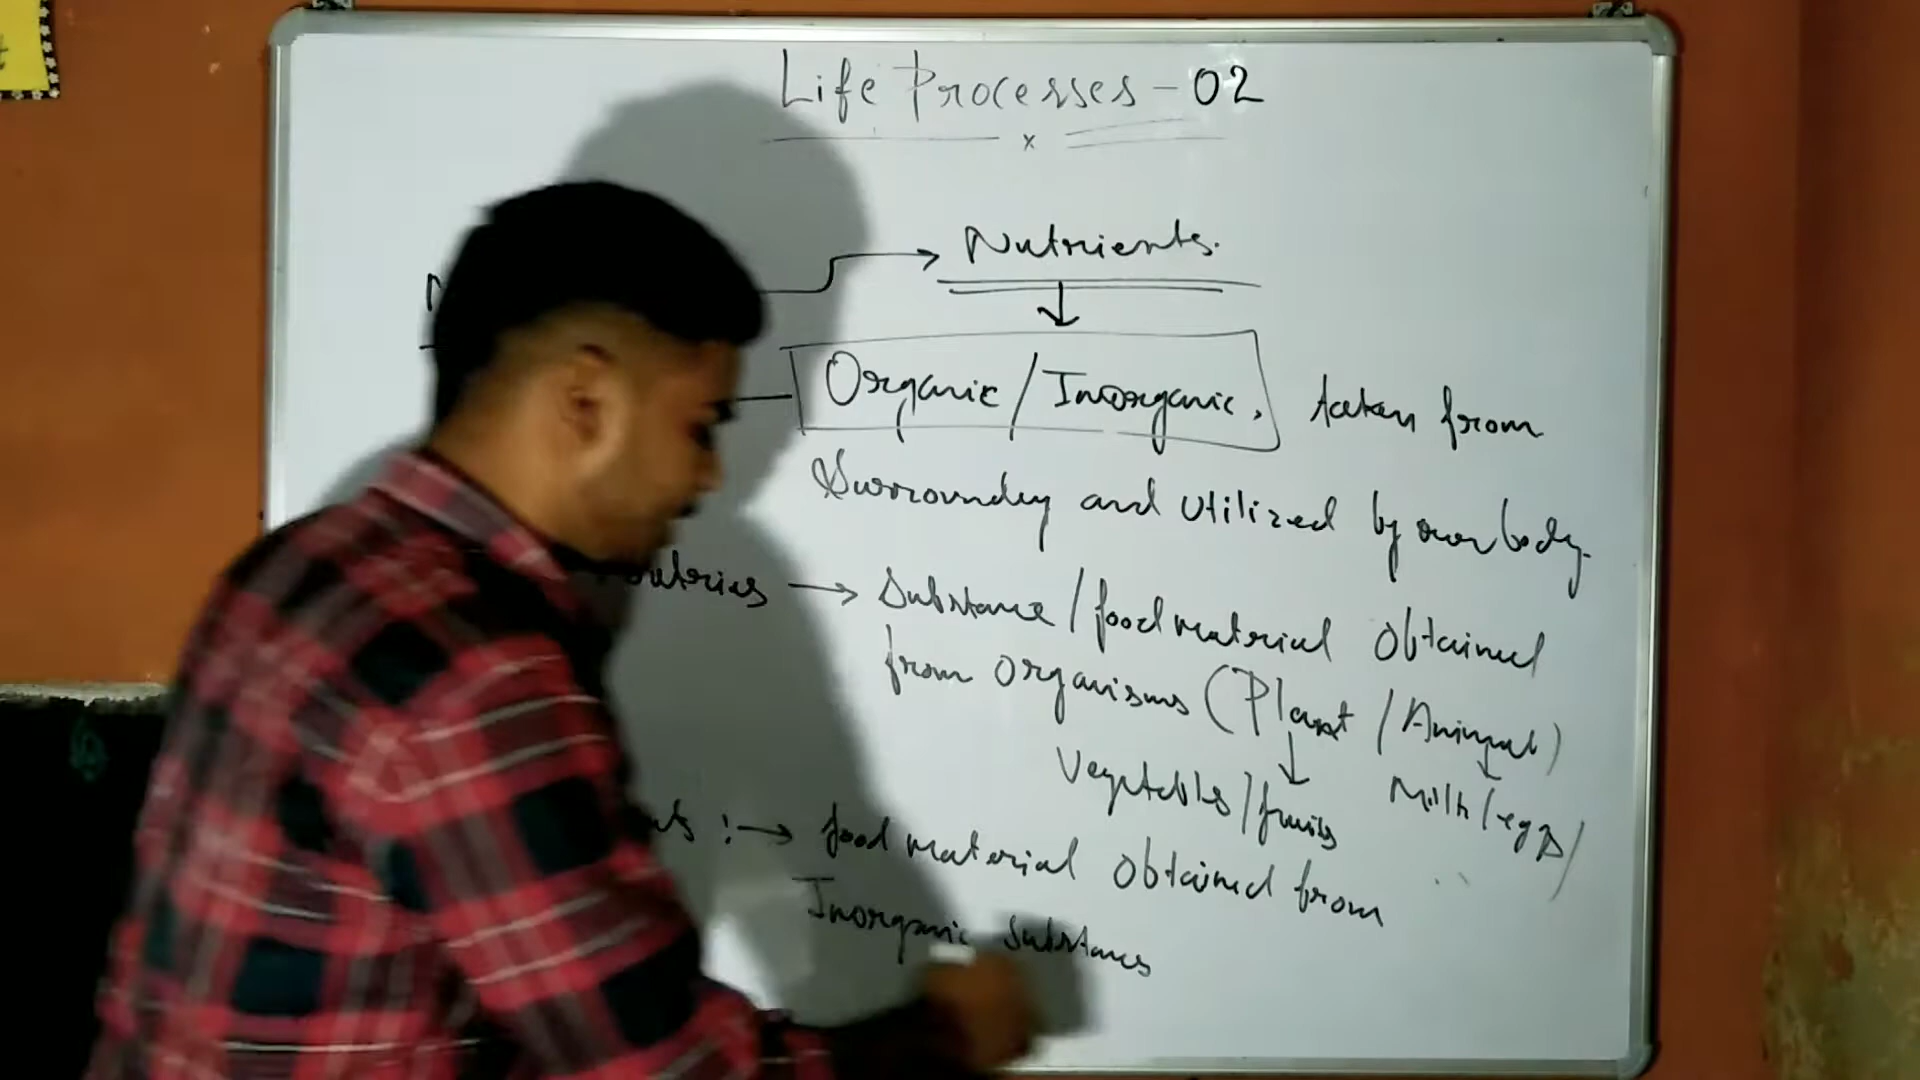 Life Processes - 02
x
Nutrients.
Organic / Inorganic, taken from
and Utilized by our body.
→ Substance / food material Obtained
from Organisms (Plant / Animal)
Vegetables / fruits Milk / eggs /
:→ food material Obtained from
Inorganic Substances